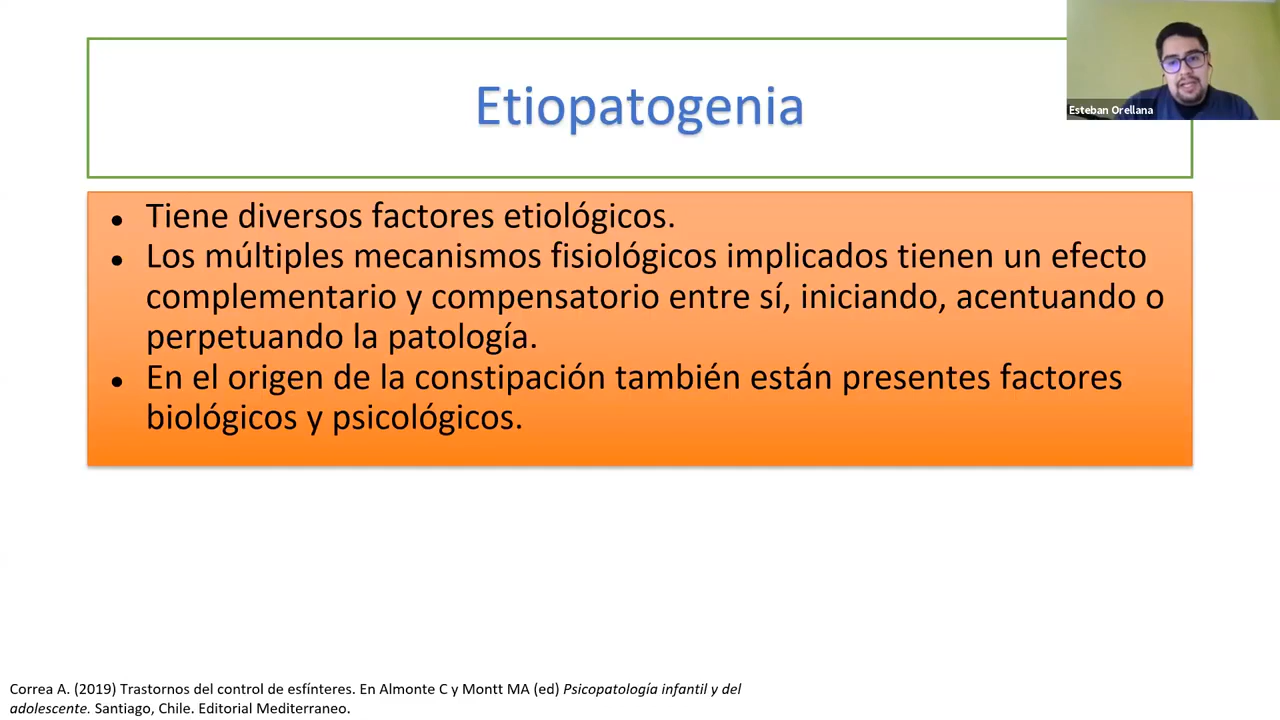 Etiopatogenia
Esteban Orellana
● Tiene diversos factores etiológicos.
● Los múltiples mecanismos fisiológicos implicados tienen un efecto
complementario y compensatorio entre sí, iniciando, acentuando o
perpetuando la patología.
● En el origen de la constipación también están presentes factores
biológicos y psicológicos.
Correa A. (2019) Trastornos del control de esfínteres. En Almonte C y Montt MA (ed) Psicopatología infantil y del
adolescente. Santiago, Chile. Editorial Mediterraneo.